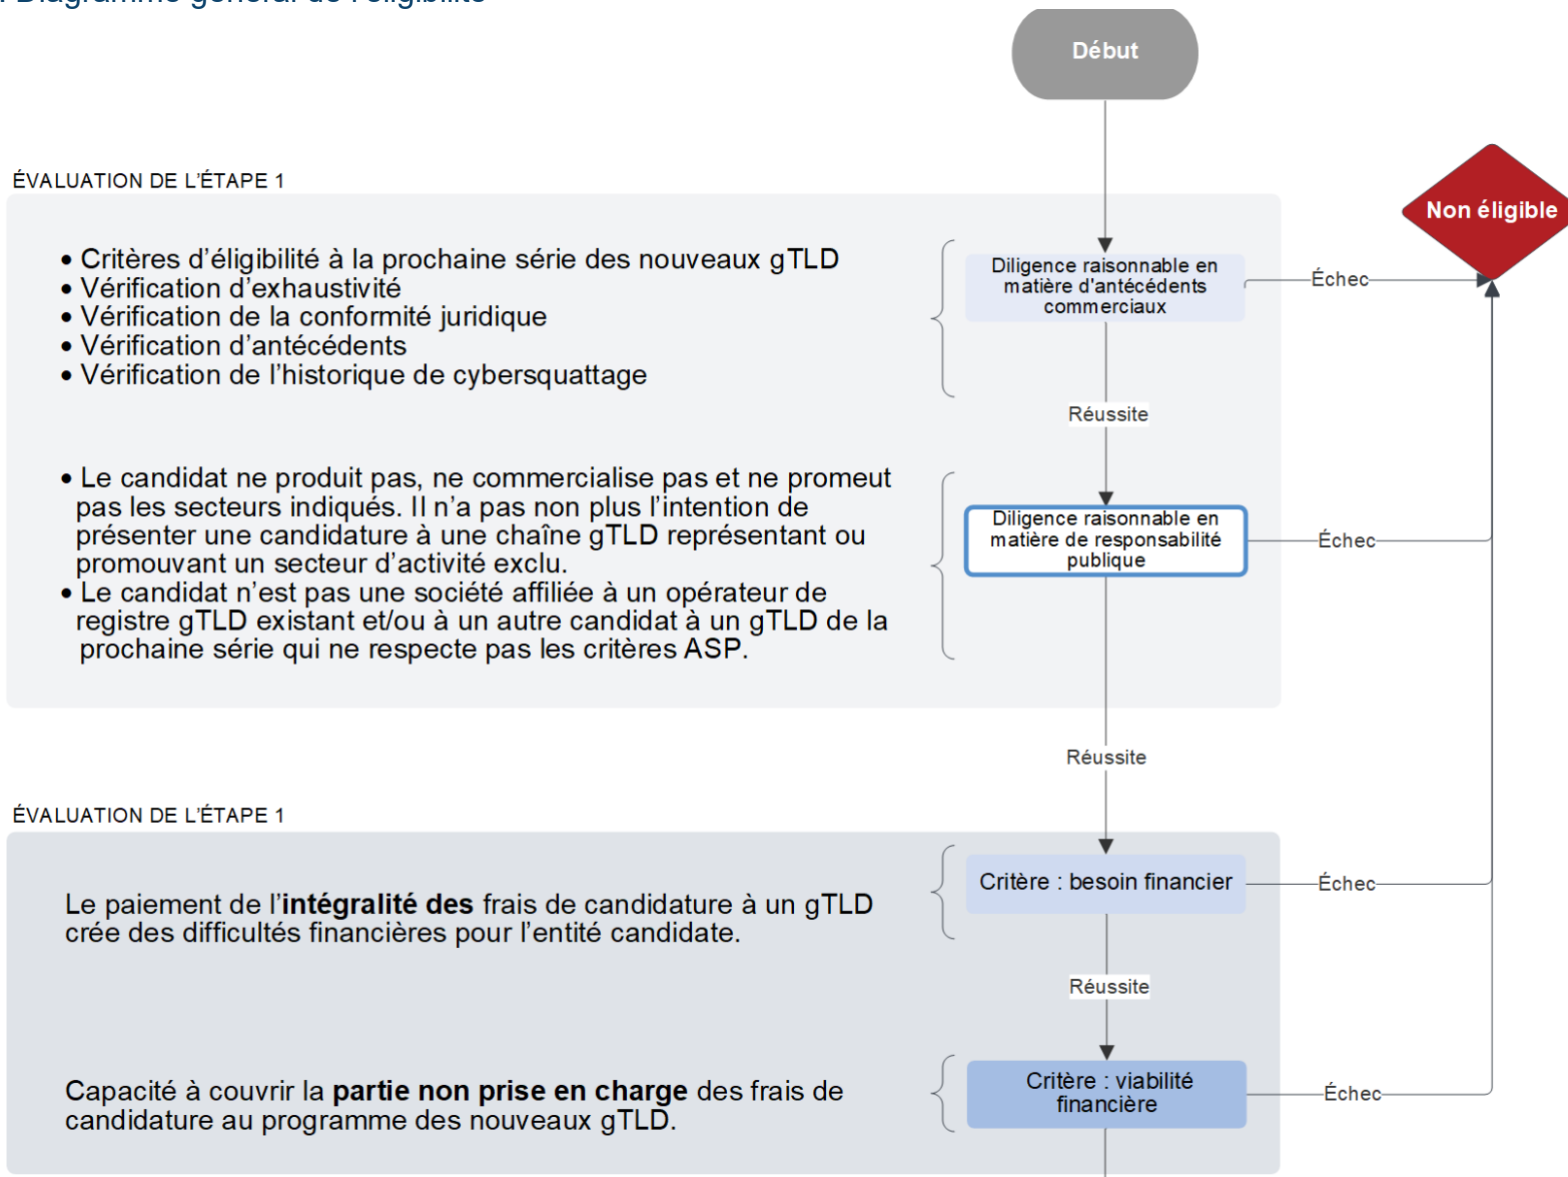 . Diagramme général de l'éligibilité
Début
ÉVALUATION DE L'ÉTAPE 1
Non éligible
• Critères d'éligibilité à la prochaine série des nouveaux gTLD
• Vérification d'exhaustivité
• Vérification de la conformité juridique
• Vérification d'antécédents
• Vérification de l'historique de cybersquattage
Diligence raisonnable en
matière d'antécédents
commerciaux
Échec
Réussite
• Le candidat ne produit pas, ne commercialise pas et ne promeut
pas les secteurs indiqués. Il n'a pas non plus l'intention de
présenter une candidature à une chaîne gTLD représentant ou
promouvant un secteur d'activité exclu.
• Le candidat n'est pas une société affiliée à un opérateur de
registre gTLD existant et/ou à un autre candidat à un gTLD de la
prochaine série qui ne respecte pas les critères ASP.
Diligence raisonnable en
matière de responsabilité
publique
Échec
Réussite
ÉVALUATION DE L'ÉTAPE 1
Le paiement de l'intégralité des frais de candidature à un gTLD
crée des difficultés financières pour l'entité candidate.
Critère : besoin financier
Échec
Réussite
Capacité à couvrir la partie non prise en charge des frais de
candidature au programme des nouveaux gTLD.
Critère : viabilité
financière
Échec